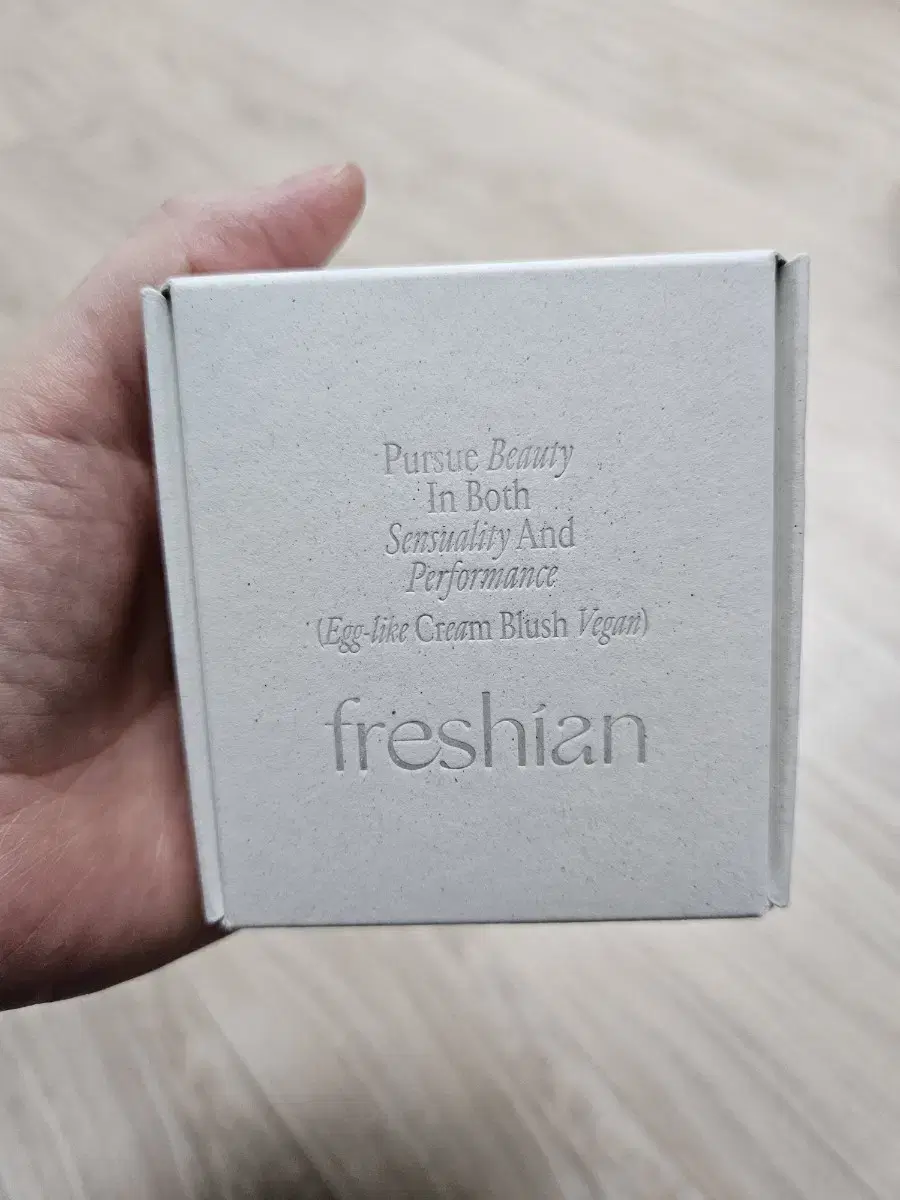 Pursue Beauty
In Both
Sensuality And
Performance
(Egg-like Cream Blush Vegan)
freshian